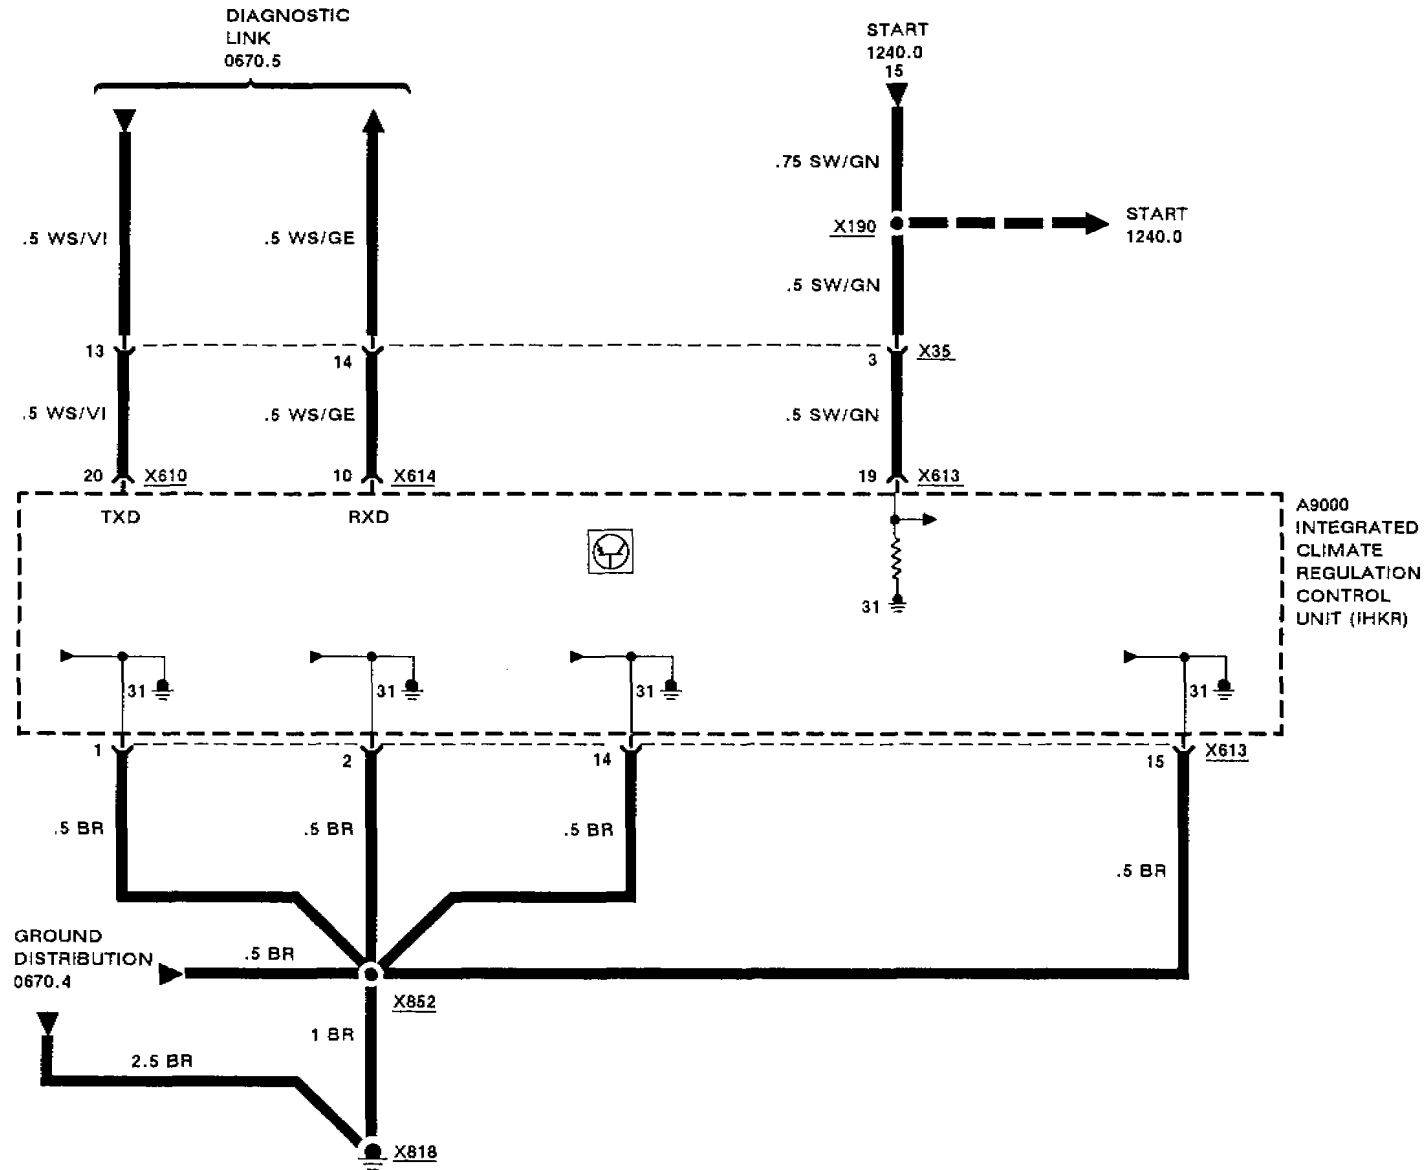 DIAGNOSTIC
LINK
0670.5
START
1240.0
15
.75 SW/GN
X190
START
1240.0
.5 WS/VI
.5 WS/GE
.5 SW/GN
13
14
3
X35
.5 WS/VI
.5 WS/GE
.5 SW/GN
20
X610
10
X614
19
X613
TXD
RXD
A9000
INTEGRATED
CLIMATE
REGULATION
CONTROL
UNIT (IHKR)
31
31
31
31
31
1
2
14
15
X613
.5 BR
.5 BR
.5 BR
.5 BR
GROUND
DISTRIBUTION
0670.4
.5 BR
X852
1 BR
2.5 BR
X818